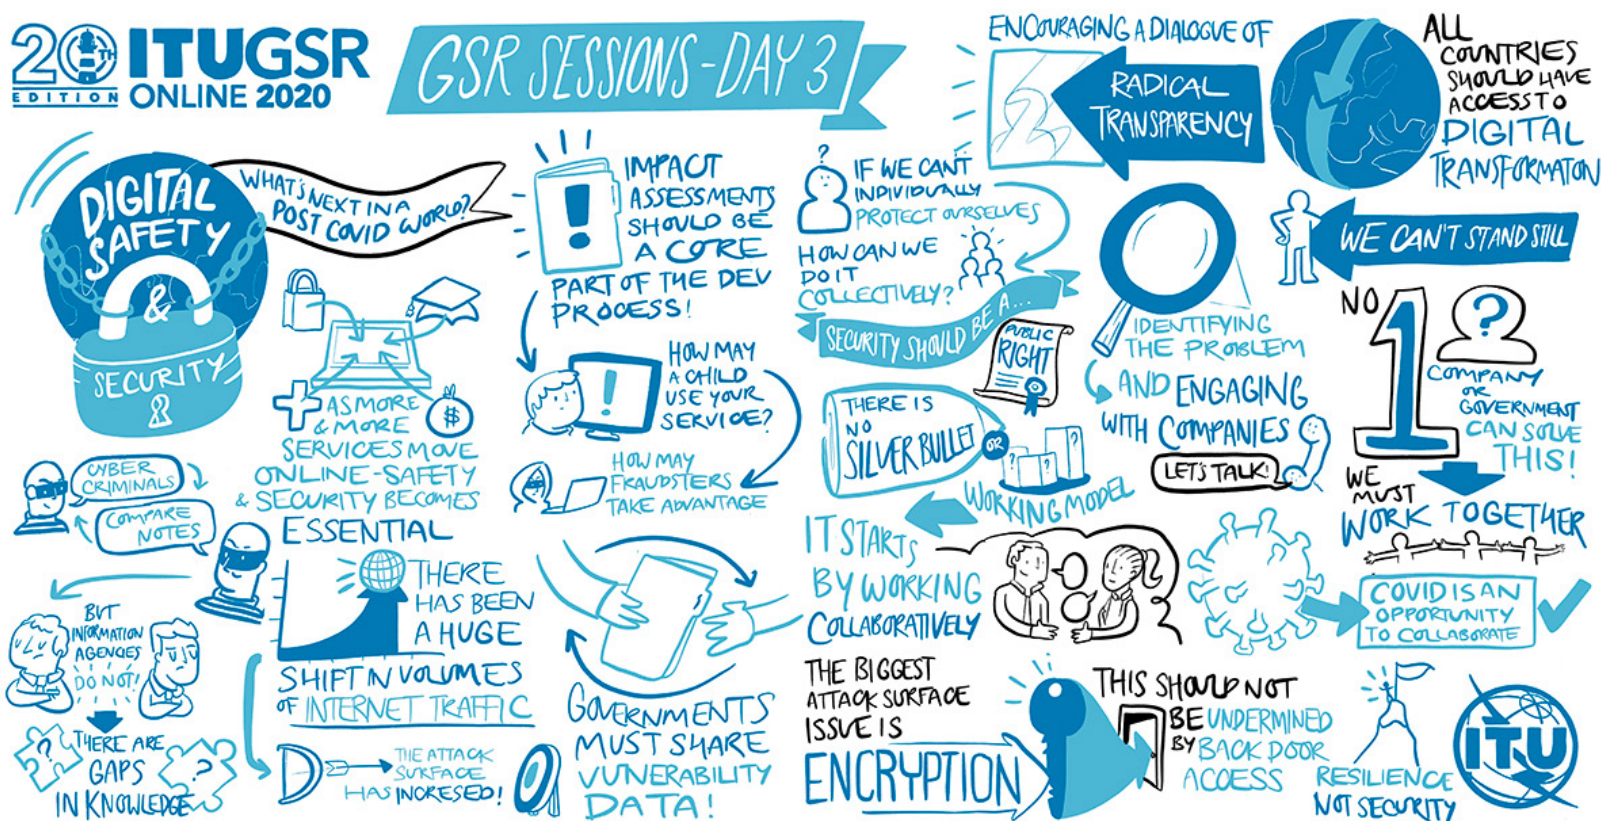 20TH
EDITION
ITUGSR
ONLINE 2020
GSR SESSIONS - DAY 3
DIGITAL
SAFETY
&
SECURITY
WHAT'S NEXT IN A
POST COVID WORLD?
AS MORE
& MORE
SERVICES MOVE
ONLINE - SAFETY
& SECURITY BECOMES
ESSENTIAL
$
CYBER
CRIMINALS
COMPARE
NOTES
BUT
INFORMATION
AGENCIES
DO NOT!
THERE ARE
GAPS
IN KNOWLEDGE
?
?
THERE
HAS BEEN
A HUGE
SHIFT IN VOLUMES
OF INTERNET TRAFFIC
THE ATTACK
SURFACE
HAS INCRESED!
!
IMPACT
ASSESSMENTS
SHOULD BE
A CORE
PART OF THE DEV
PROCESS!
!
HOW MAY
A CHILD
USE YOUR
SERVICE?
HOW MAY
FRAUDSTERS
TAKE ADVANTAGE
GOVERNMENTS
MUST SHARE
VUNERABILITY
DATA!
?
IF WE CAN'T
INDIVIDUALLY
PROTECT OURSELVES
HOW CAN WE
DO IT
COLLECTIVELY?
SECURITY SHOULD BE A...
PUBLIC
RIGHT
THERE IS
NO
SILVER BULLET
OR
? ? ?
WORKING MODEL
IT STARTS
BY WORKING
COLLABORATIVELY
THE BIGGEST
ATTACK SURFACE
ISSUE IS
ENCRYPTION
THIS SHOULD NOT
BE UNDERMINED
BY BACK DOOR
ACCESS
ENCOURAGING A DIALOGUE OF
RADICAL
TRANSPARENCY
IDENTIFYING
THE PROBLEM
AND ENGAGING
WITH COMPANIES
LET'S TALK!
ALL
COUNTRIES
SHOULD HAVE
ACCESS TO
DIGITAL
TRANSFORMATON
WE CAN'T STAND STILL
NO 1
?
COMPANY
OR
GOVERNMENT
CAN SOLVE
THIS!
WE
MUST
WORK TOGETHER
COVID IS AN
OPPORTUNITY
TO COLLABORATE
RESILIENCE
NOT SECURITY
ITU